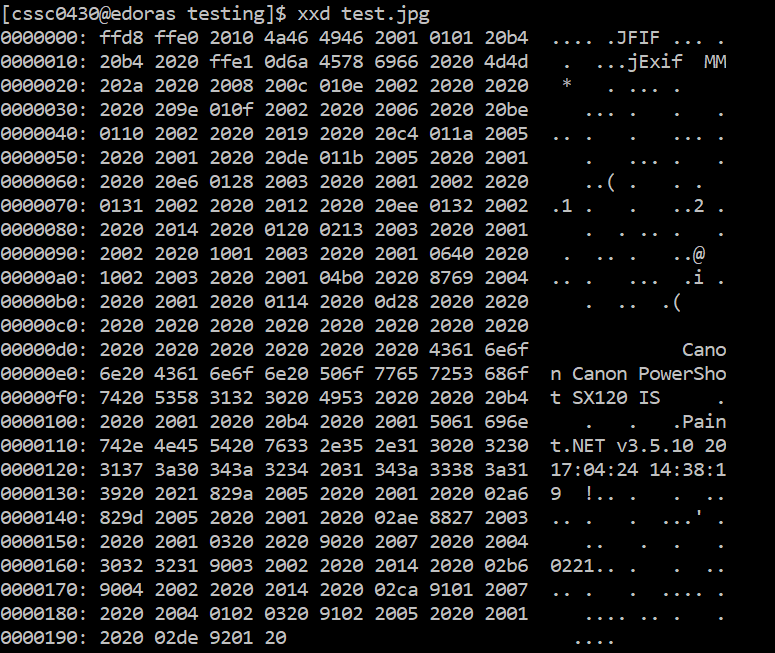 [cssc0430@edoras testing]$ xxd test.jpg
0000000: ffd8 ffe0 2010 4a46 4946 2001 0101 20b4  .... .JFIF ... .
0000010: 20b4 2020 ffe1 0d6a 4578 6966 2020 4d4d   .  ...jExif  MM
0000020: 202a 2020 2008 200c 010e 2002 2020 2020   *   . ... .
0000030: 2020 209e 010f 2002 2020 2006 2020 20be     ... .   .   .
0000040: 0110 2002 2020 2019 2020 20c4 011a 2005  .. .   .   ... .
0000050: 2020 2001 2020 20de 011b 2005 2020 2001     .   ... .   .
0000060: 2020 20e6 0128 2003 2020 2001 2002 2020     ..( .   . .
0000070: 0131 2002 2020 2012 2020 20ee 0132 2002  .1 .   .   ..2 .
0000080: 2020 2014 2020 0120 0213 2003 2020 2001     .  . .. .   .
0000090: 2002 2020 1001 2003 2020 2001 0640 2020   .  .. .   ..@
00000a0: 1002 2003 2020 2001 04b0 2020 8769 2004  .. .   ...  .i .
00000b0: 2020 2001 2020 0114 2020 0d28 2020 2020     .  ..  .(
00000c0: 2020 2020 2020 2020 2020 2020 2020 2020
00000d0: 2020 2020 2020 2020 2020 2020 4361 6e6f              Cano
00000e0: 6e20 4361 6e6f 6e20 506f 7765 7253 686f  n Canon PowerSho
00000f0: 7420 5358 3132 3020 4953 2020 2020 20b4  t SX120 IS     .
0000100: 2020 2001 2020 20b4 2020 2001 5061 696e     .   .   .Pain
0000110: 742e 4e45 5420 7633 2e35 2e31 3020 3230  t.NET v3.5.10 20
0000120: 3137 3a30 343a 3234 2031 343a 3338 3a31  17:04:24 14:38:1
0000130: 3920 2021 829a 2005 2020 2001 2020 02a6  9  !.. .   .  ..
0000140: 829d 2005 2020 2001 2020 02ae 8827 2003  .. .   .  ...' .
0000150: 2020 2001 0320 2020 9020 2007 2020 2004     ..   .  .   .
0000160: 3032 3231 9003 2002 2020 2014 2020 02b6  0221.. .   .  ..
0000170: 9004 2002 2020 2014 2020 02ca 9101 2007  .. .   .  .... .
0000180: 2020 2004 0102 0320 9102 2005 2020 2001     .... .. .   .
0000190: 2020 02de 9201 20                          ....